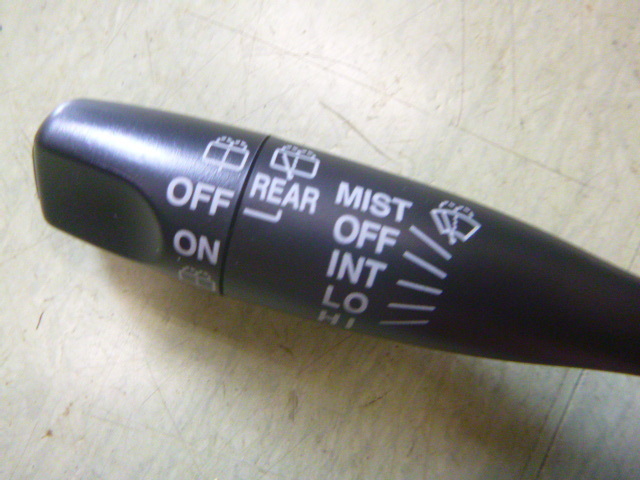 OFF
ON
REAR
MIST
OFF
INT
LO
HI